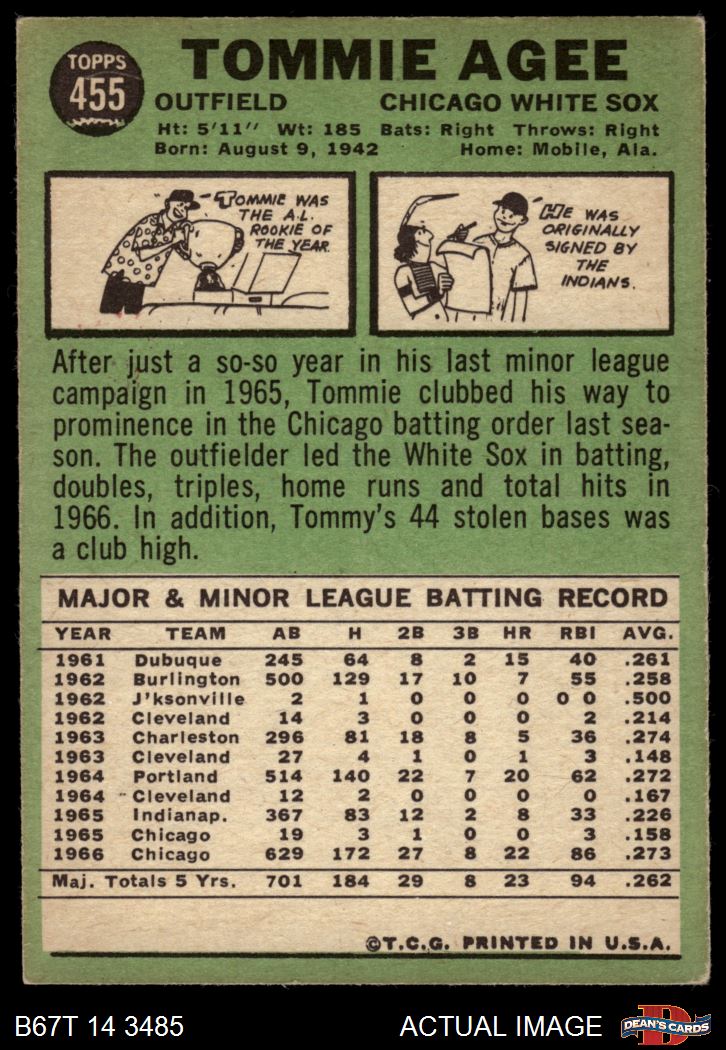 TOPPS
455
TOMMIE AGEE
OUTFIELD CHICAGO WHITE SOX
Ht: 5'11" Wt: 185 Bats: Right Throws: Right
Born: August 9, 1942 Home: Mobile, Ala.
TOMMIE WAS
THE A.L.
ROOKIE OF
THE YEAR.
HE WAS
ORIGINALLY
SIGNED BY
THE
INDIANS.
After just a so-so year in his last minor league
campaign in 1965, Tommie clubbed his way to
prominence in the Chicago batting order last sea-
son. The outfielder led the White Sox in batting,
doubles, triples, home runs and total hits in
1966. In addition, Tommy's 44 stolen bases was
a club high.
MAJOR & MINOR LEAGUE BATTING RECORD
YEAR TEAM AB H 2B 3B HR RBI AVG.
1961 Dubuque 245 64 8 2 15 40 .261
1962 Burlington 500 129 17 10 7 55 .258
1962 J'ksonville 2 1 0 0 0 0 0 .500
1962 Cleveland 14 3 0 0 0 2 .214
1963 Charleston 296 81 18 8 5 36 .274
1963 Cleveland 27 4 1 0 1 3 .148
1964 Portland 514 140 22 7 20 62 .272
1964 Cleveland 12 2 0 0 0 0 .167
1965 Indianap. 367 83 12 2 8 33 .226
1965 Chicago 19 3 1 0 0 3 .158
1966 Chicago 629 172 27 8 22 86 .273
Maj. Totals 5 Yrs. 701 184 29 8 23 94 .262
©T.C.G. PRINTED IN U.S.A.
B67T 14 3485 ACTUAL IMAGE
D
DEAN'S CARDS